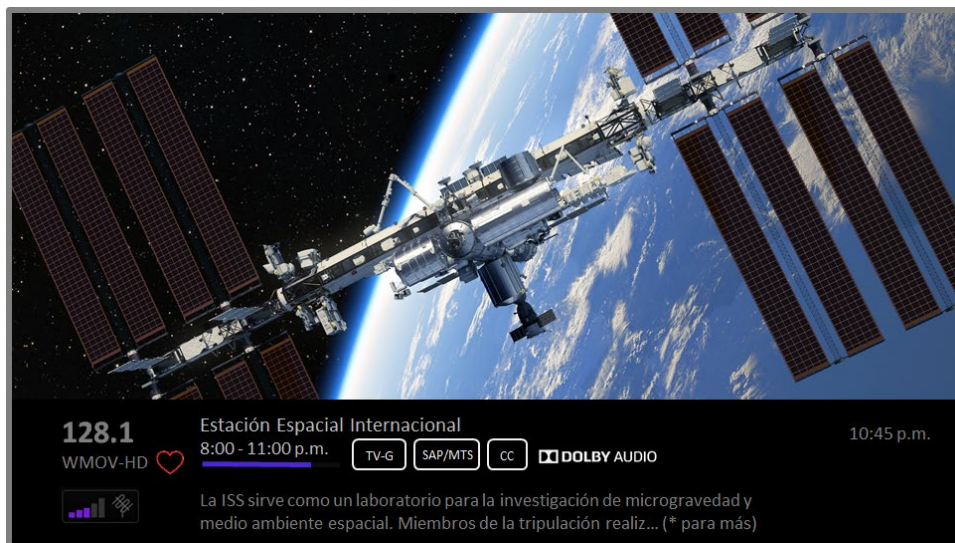 128.1
WMOV-HD
Estación Espacial Internacional
8:00 - 11:00 p.m.
TV-G
SAP/MTS
CC
DOLBY AUDIO
10:45 p.m.
La ISS sirve como un laboratorio para la investigación de microgravedad y
medio ambiente espacial. Miembros de la tripulación realiz... (* para más)